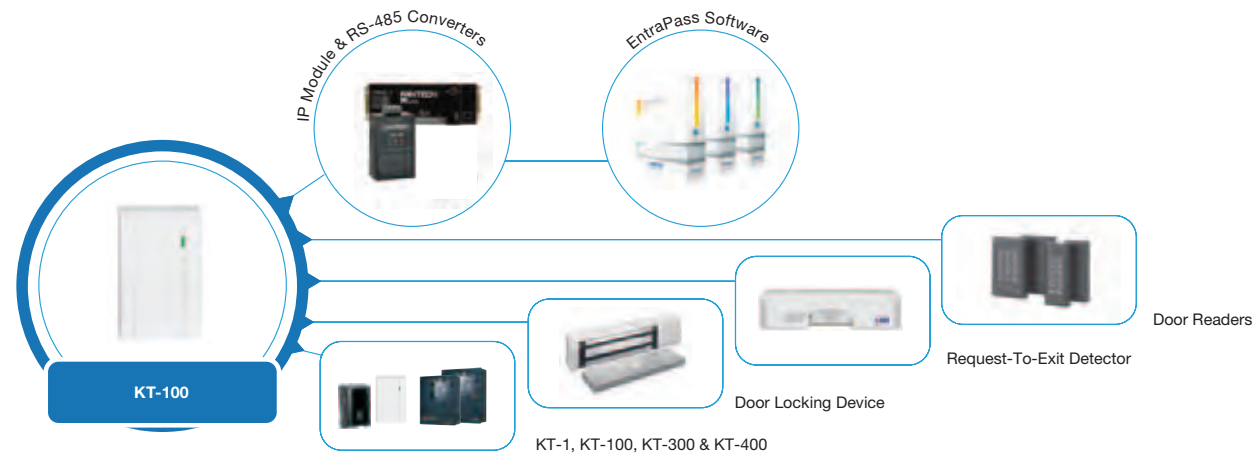 IP Module & RS-485 Converters
EntraPass Software
KANTECH
Door Readers
Request-To-Exit Detector
KT-100
Door Locking Device
KT-1, KT-100, KT-300 & KT-400